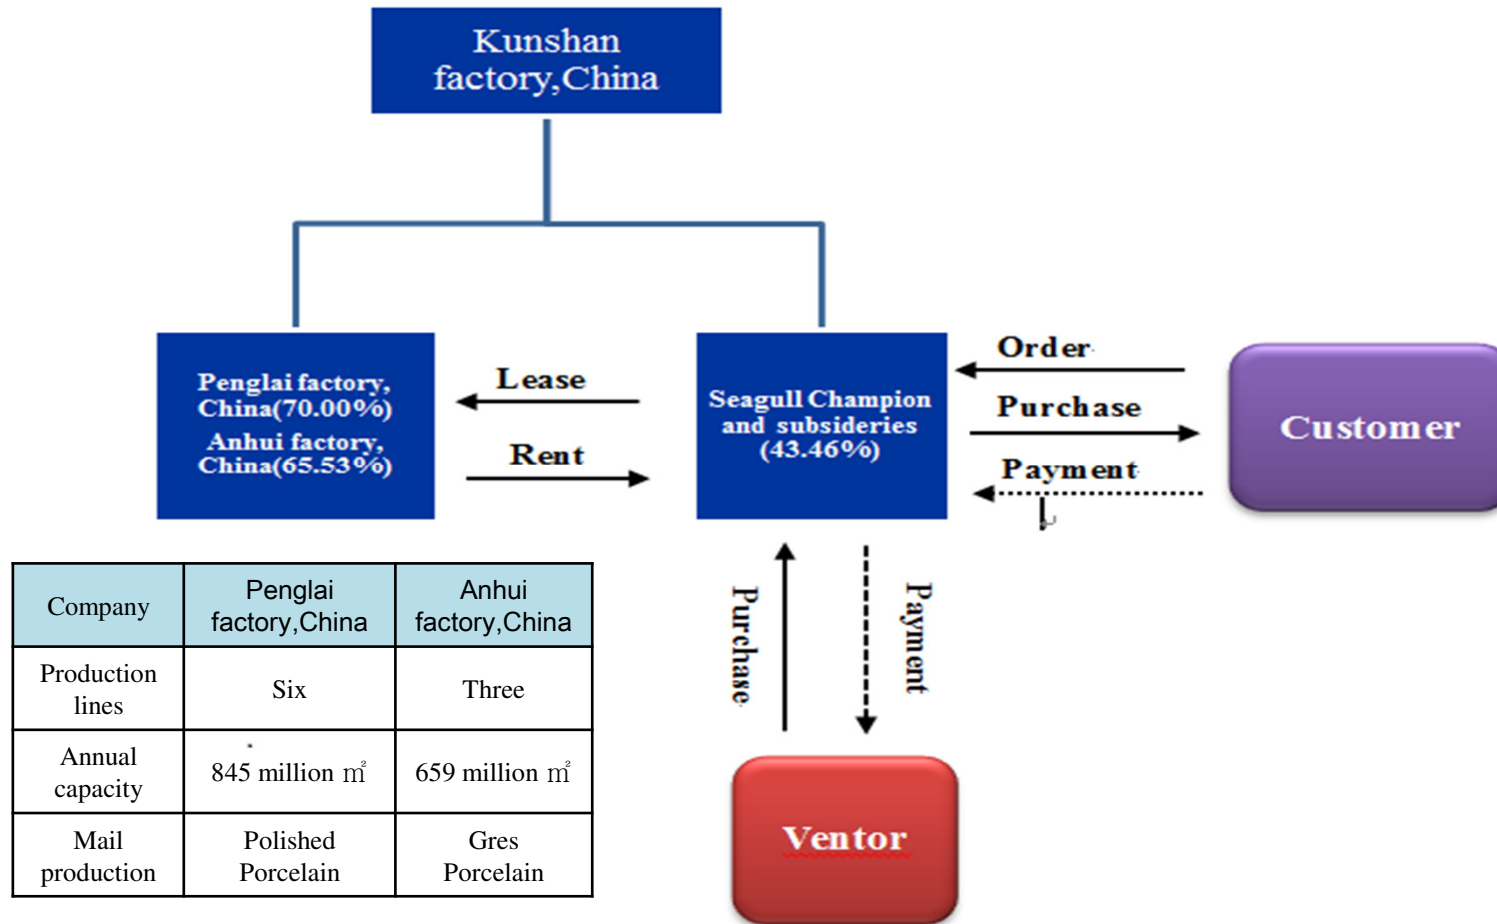 Kunshan
factory,China
Penglai factory,
China(70.00%)
Anhui factory,
China(65.53%)
Lease
Rent
Seagull Champion
and subsideries
(43.46%)
Order
Purchase
Payment
Customer
Purchase
Payment
Ventor
Company
Penglai
factory,China
Anhui
factory,China
Production
lines
Six
Three
Annual
capacity
845 million ㎡
659 million ㎡
Mail
production
Polished
Porcelain
Gres
Porcelain